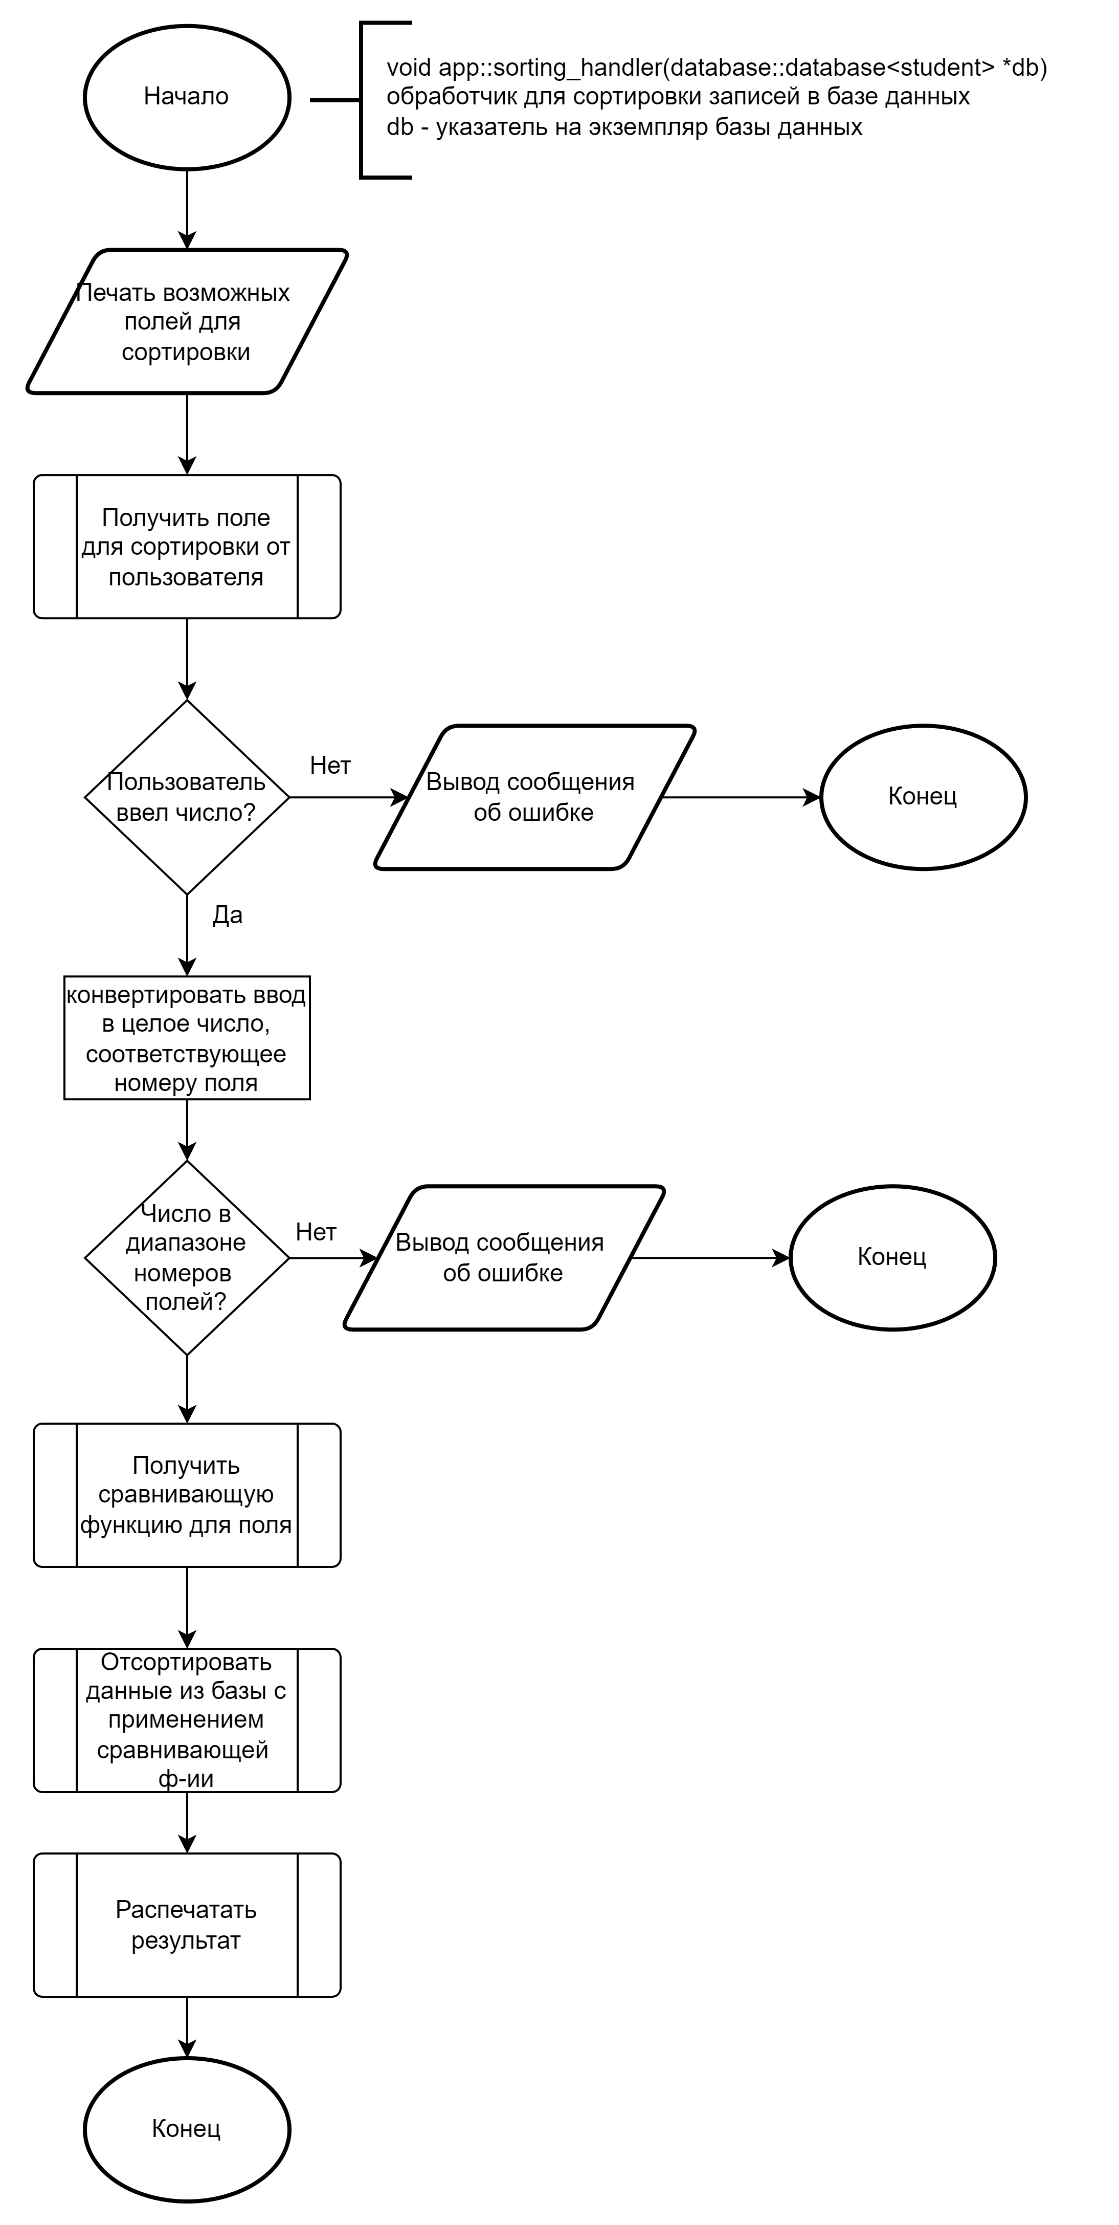 Начало
void app::sorting_handler(database::database<student> *db)
обработчик для сортировки записей в базе данных
db - указатель на экземпляр базы данных
Печать возможных
полей для
сортировки
Получить поле
для сортировки от
пользователя
Пользователь
ввел число?
Нет
Вывод сообщения
об ошибке
Конец
Да
конвертировать ввод
в целое число,
соответствующее
номеру поля
Число в
диапазоне
номеров
полей?
Нет
Вывод сообщения
об ошибке
Конец
Получить
сравнивающую
функцию для поля
Отсортировать
данные из базы с
применением
сравнивающей
ф-ии
Распечатать
результат
Конец